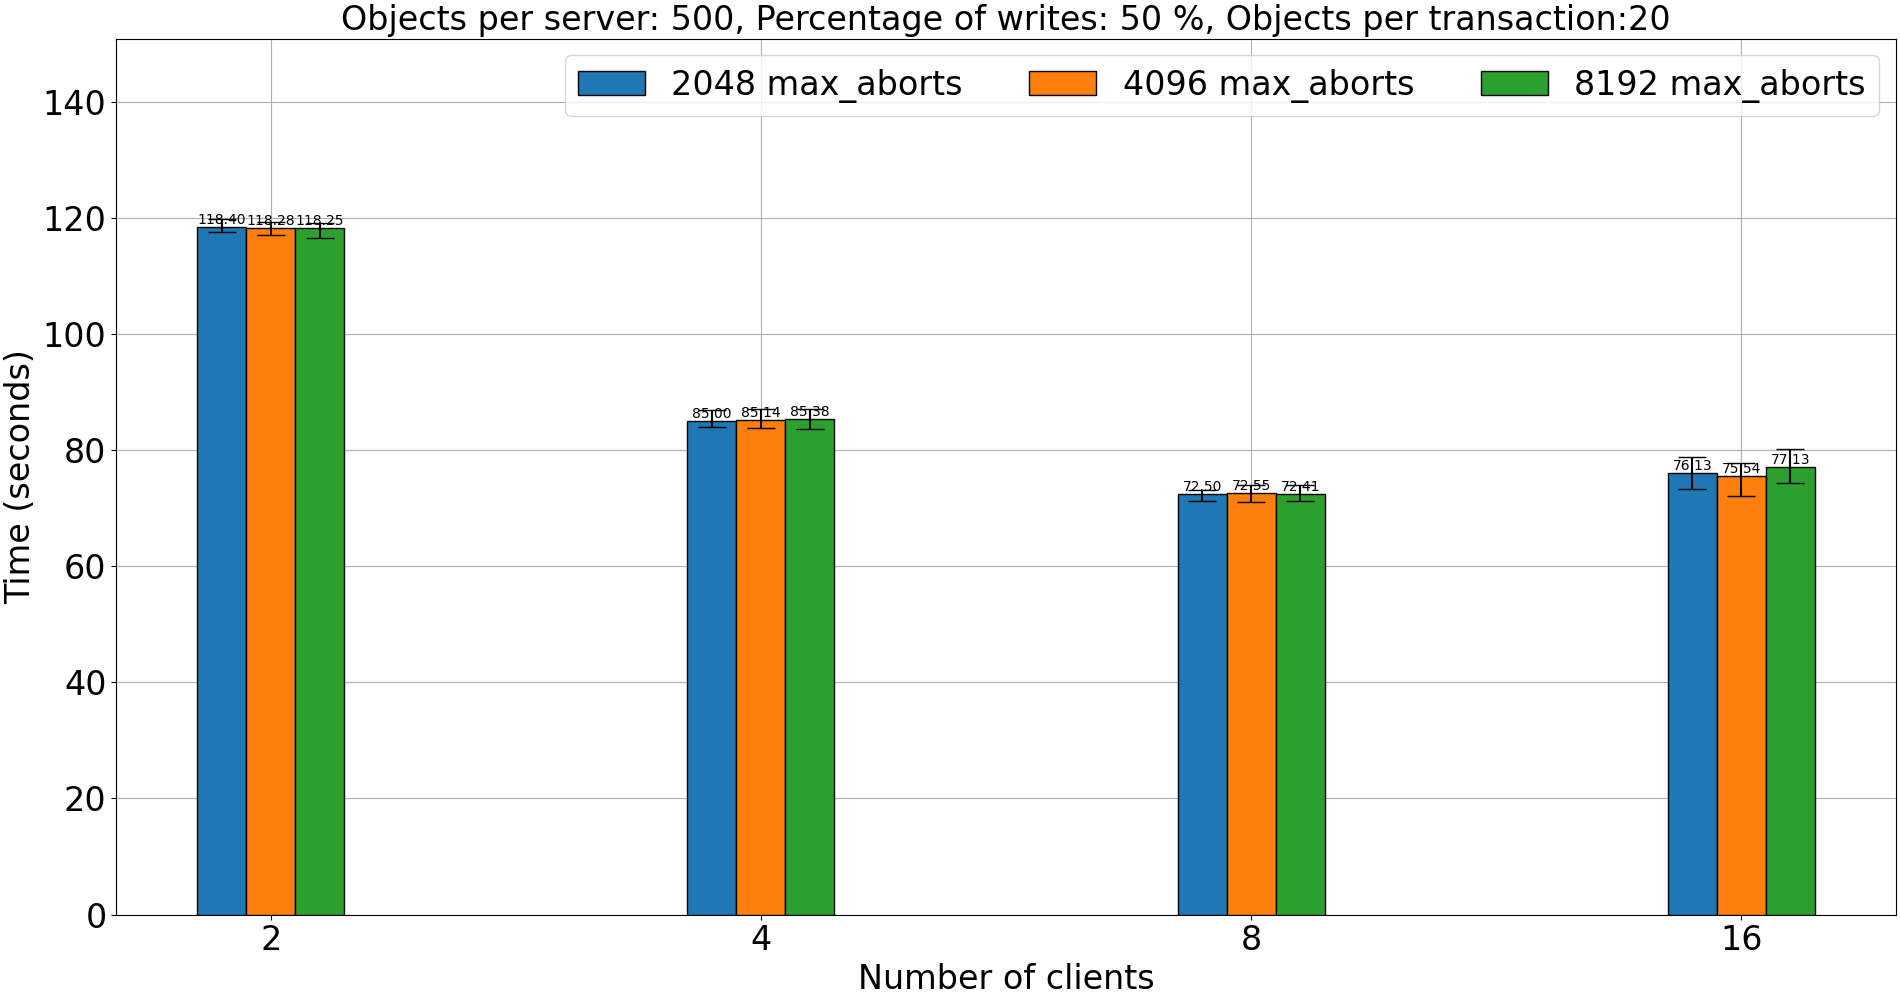 Objects per server: 500, Percentage of writes: 50 %, Objects per transaction:20
2048 max_aborts 4096 max_aborts 8192 max_aborts
140
120
100
80
60
40
20
0
Time (seconds)
118.40 118.28 118.25
85.00 85.14 85.38
72.50 72.55 72.41
76.13 75.54 77.13
2 4 8 16
Number of clients